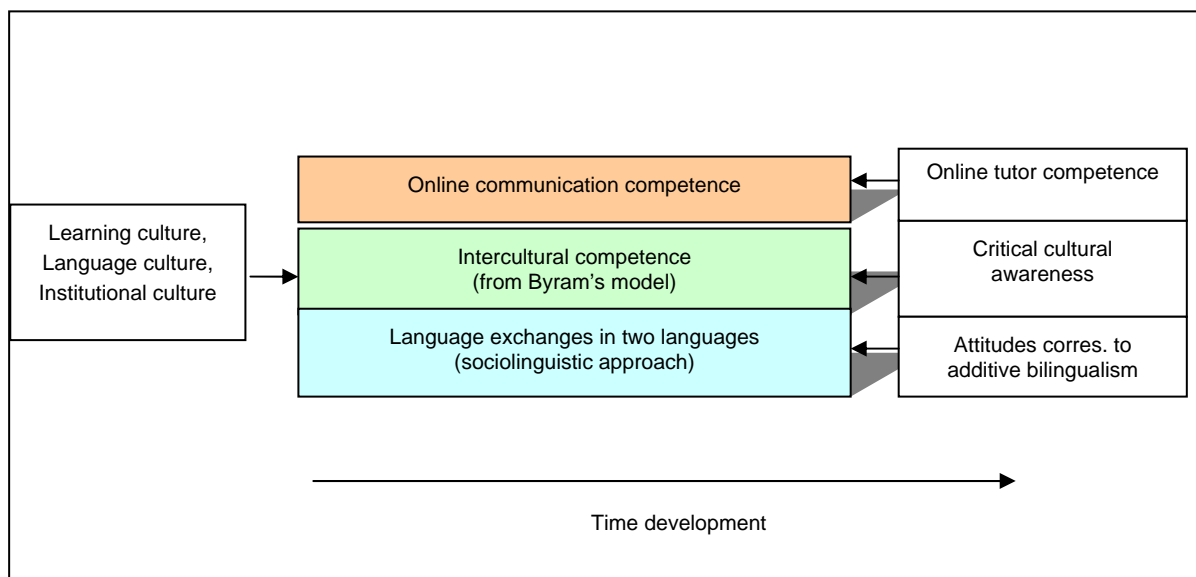 Learning culture,
Language culture,
Institutional culture
Online communication competence
Intercultural competence
(from Byram's model)
Language exchanges in two languages
(sociolinguistic approach)
Online tutor competence
Critical cultural
awareness
Attitudes corres. to
additive bilingualism
Time development